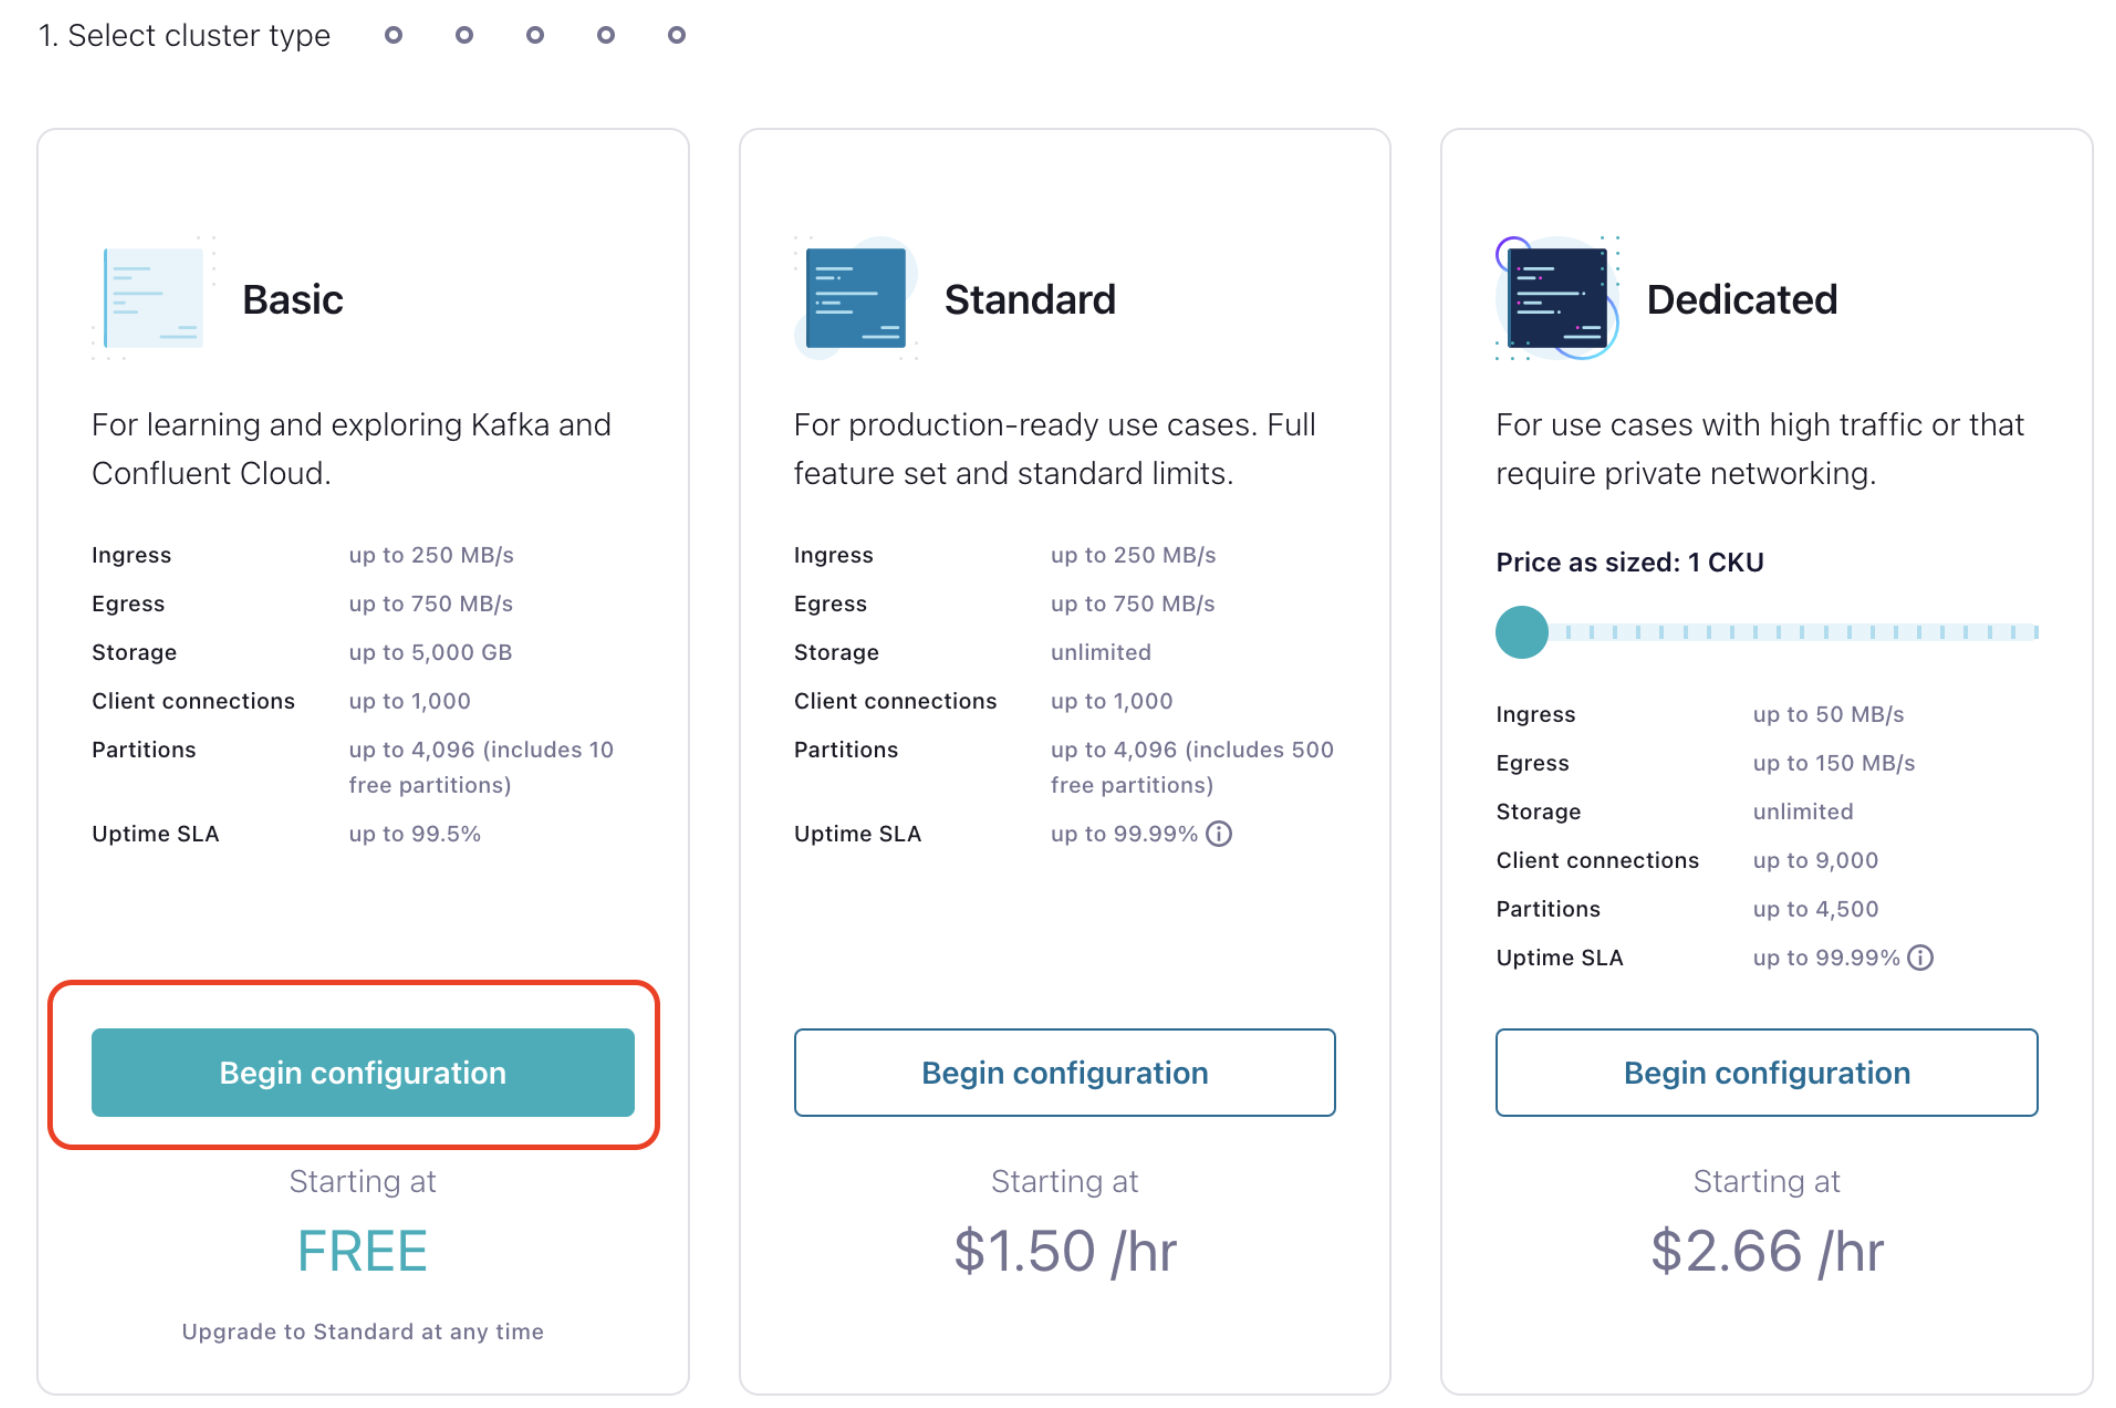 1. Select cluster type
Basic
For learning and exploring Kafka and
Confluent Cloud.
Ingress up to 250 MB/s
Egress up to 750 MB/s
Storage up to 5,000 GB
Client connections up to 1,000
Partitions up to 4,096 (includes 10
free partitions)
Uptime SLA up to 99.5%
Begin configuration
Starting at
FREE
Upgrade to Standard at any time
Standard
For production-ready use cases. Full
feature set and standard limits.
Ingress up to 250 MB/s
Egress up to 750 MB/s
Storage unlimited
Client connections up to 1,000
Partitions up to 4,096 (includes 500
free partitions)
Uptime SLA up to 99.99%
Begin configuration
Starting at
$1.50 /hr
Dedicated
For use cases with high traffic or that
require private networking.
Price as sized: 1 CKU
Ingress up to 50 MB/s
Egress up to 150 MB/s
Storage unlimited
Client connections up to 9,000
Partitions up to 4,500
Uptime SLA up to 99.99%
Begin configuration
Starting at
$2.66 /hr